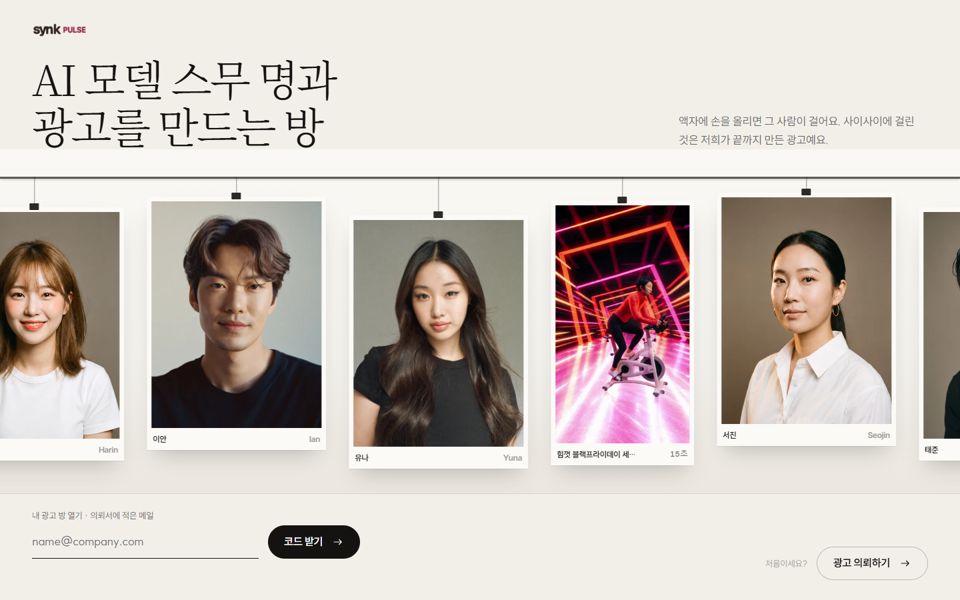 synk PULSE
AI 모델 스무 명과
광고를 만드는 방
액자에 손을 올리면 그 사람이 걸어요. 사이사이에 걸린
것은 저희가 끝까지 만든 광고예요.
Harin
이안 Ian
유나 Yuna
힘껏 블랙프라이데이 세… 15초
서진 Seojin
태준
내 광고 방 열기 · 의뢰서에 적은 메일
name@company.com
코드 받기 →
처음이세요? 광고 의뢰하기 →